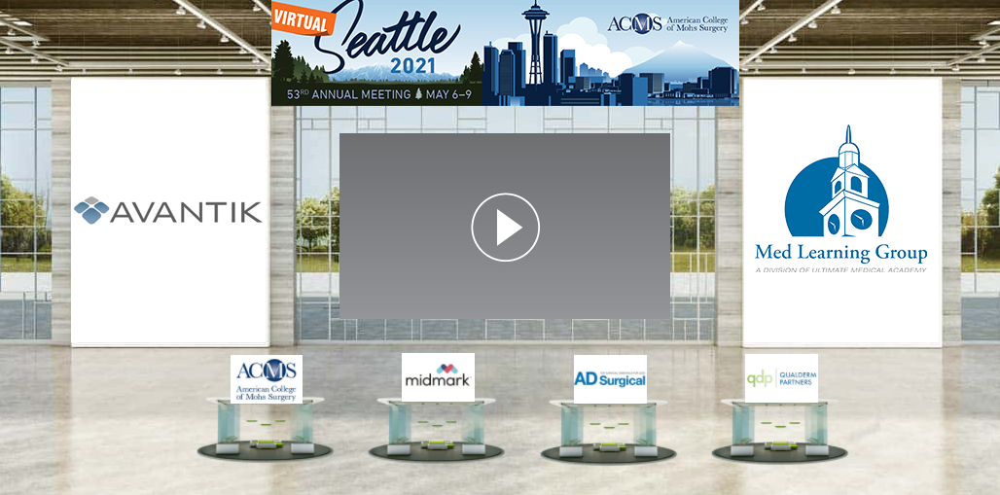 VIRTUAL
Seattle
2021
53RD ANNUAL MEETING MAY 6–9
ACMS
American College
of Mohs Surgery
AVANTIK
Med Learning Group
A DIVISION OF ULTIMATE MEDICAL ACADEMY
ACMS
American College
of Mohs Surgery
midmark
AD Surgical
qdp
QUALDERM
PARTNERS